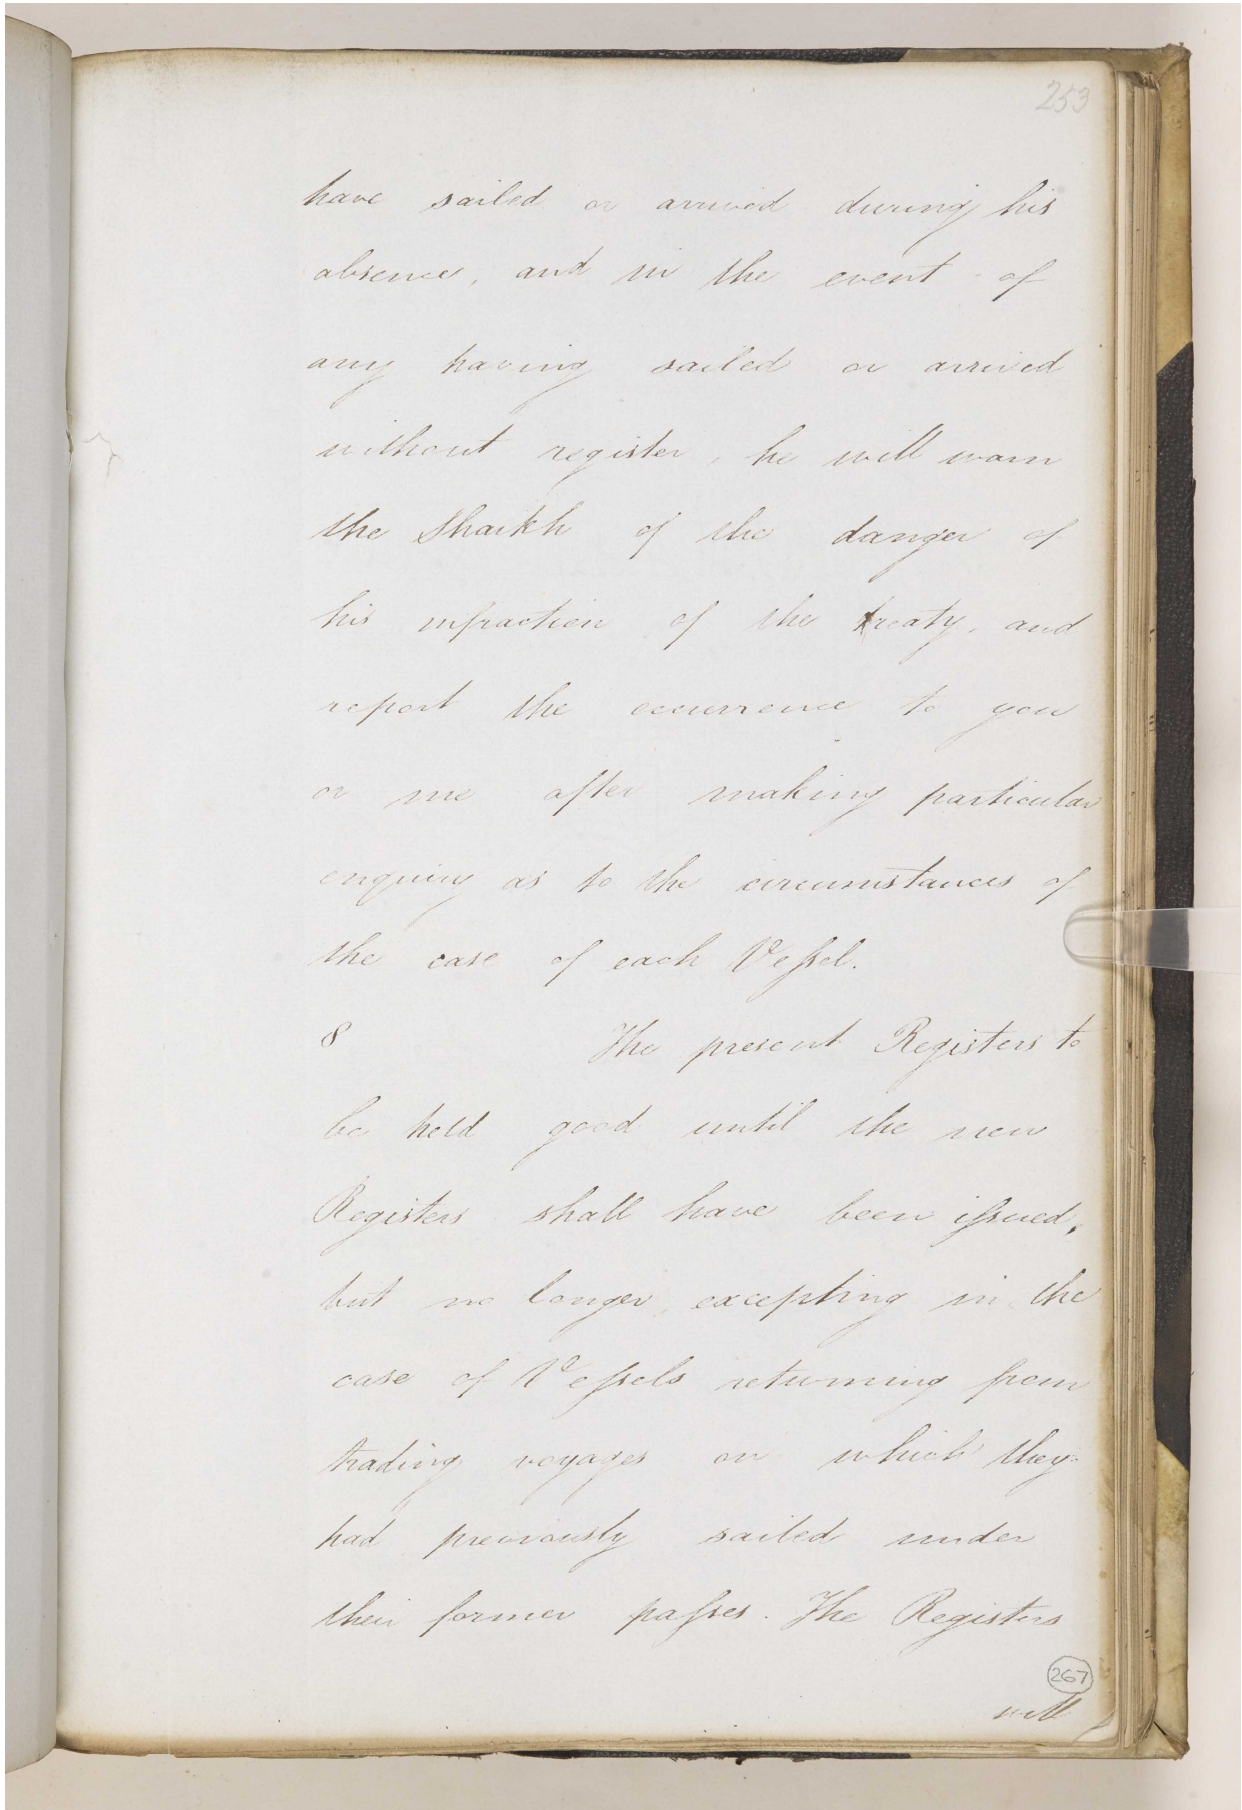 253
have sailed or arrived during his
absence, and in the event of
any having sailed or arrived
without register, he will warn
the Shaikh of the danger of
his infraction of the treaty, and
report the occurrence to you
or me after making particular
enquiry as to the circumstances of
the case of each Vessel.
8 The present Registers to
be held good until the new
Registers shall have been issued,
but no longer excepting in the
case of Vessels returning from
trading voyages on which they
had previously sailed under
their former passes. The Registers
267
will